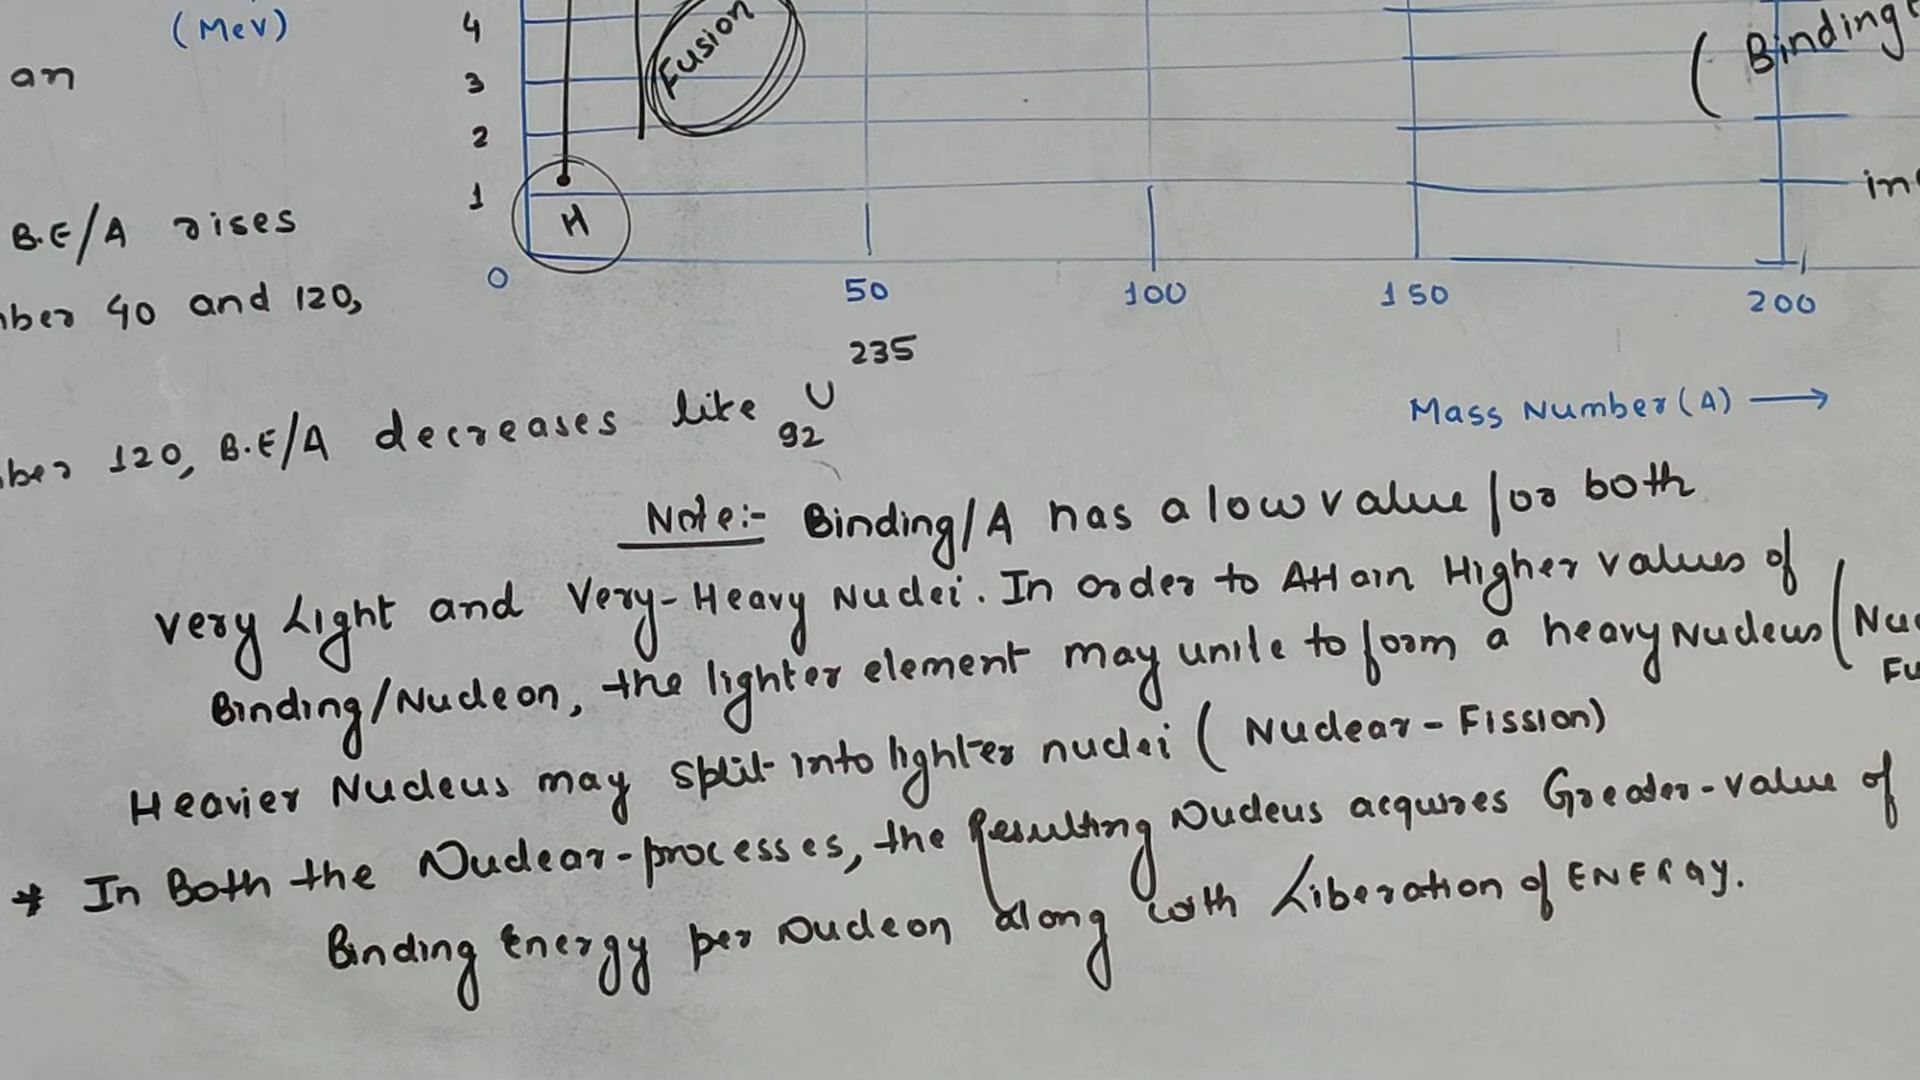 (Mev)
4
Fusion
(Binding
an
3
2
1
H
in
B.E/A rises
0
50
100
150
200
ber 40 and 120,
235
U
92
ber 120, B.E/A decreases like
Mass Number (A) →
Note:- Binding/A has a low value for both
very Light and Very-Heavy Nuclei. In order to Attain Higher values of
Binding/Nucleon, the lighter element may unite to form a heavy Nucleus (Nuc
Fu
Heavier Nucleus may split into lighter nuclei (Nuclear-Fission)
* In Both the Nuclear-processes, the Resulting Nucleus acquires Greater-value of
Binding Energy per Nucleon along with Liberation of ENERGY.